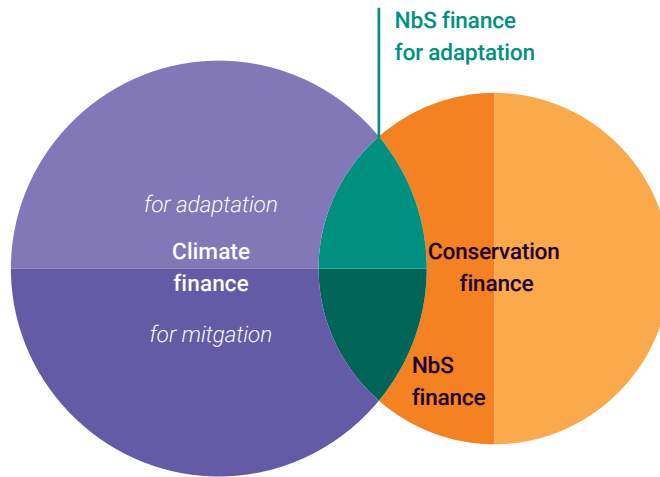 NbS finance
for adaptation
for adaptation
Climate
finance
for mitgation
Conservation
finance
NbS
finance